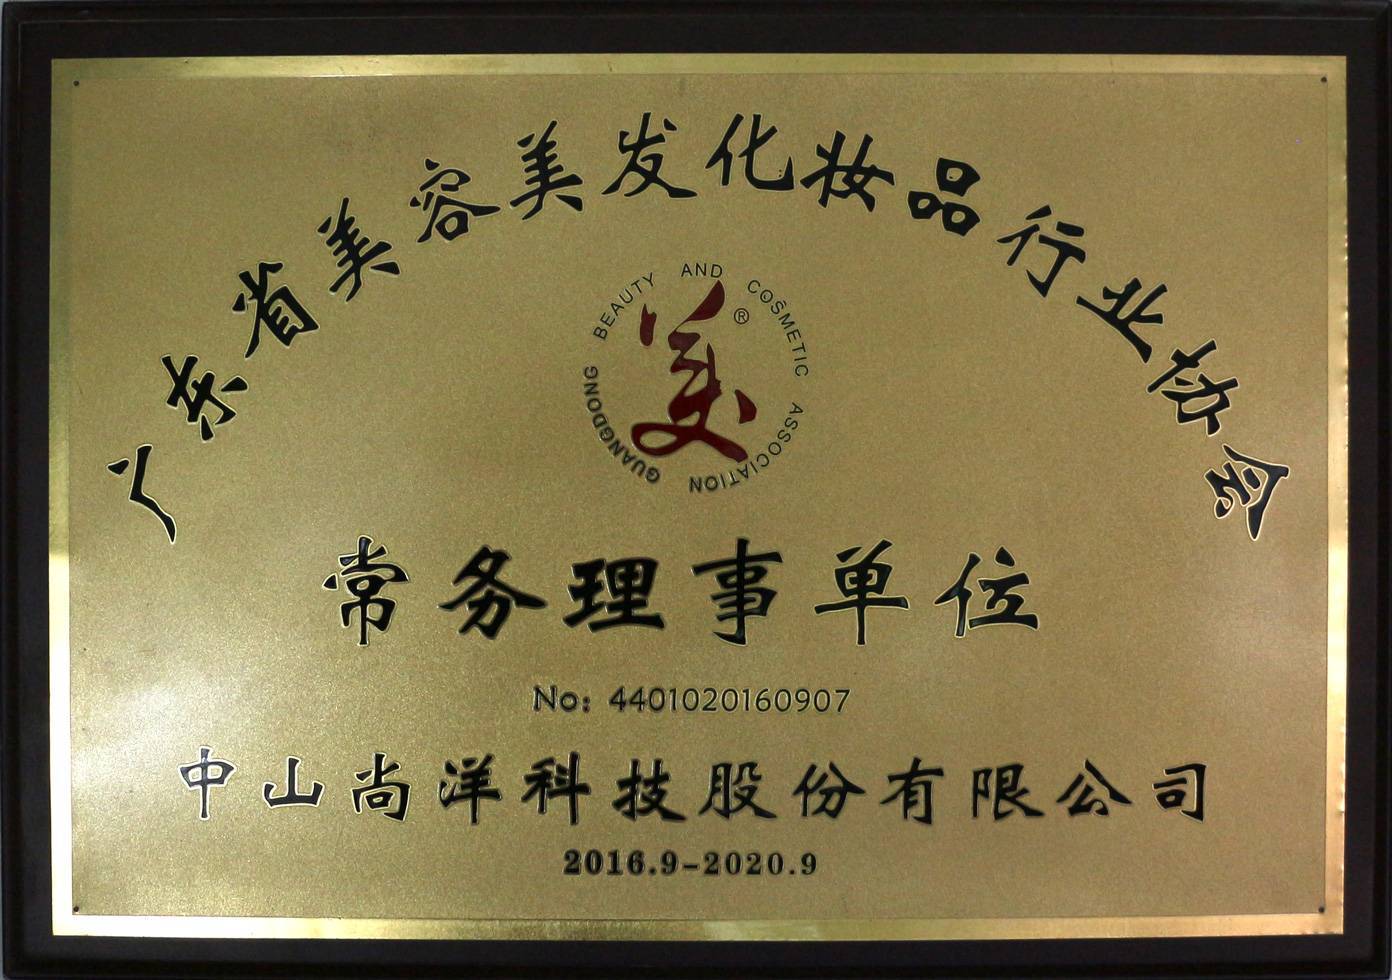 广东省美容美发化妆品行业协会
GUANGDONG BEAUTY AND COSMETIC ASSOCIATION
美®
常务理事单位
No: 4401020160907
中山尚洋科技股份有限公司
2016.9-2020.9